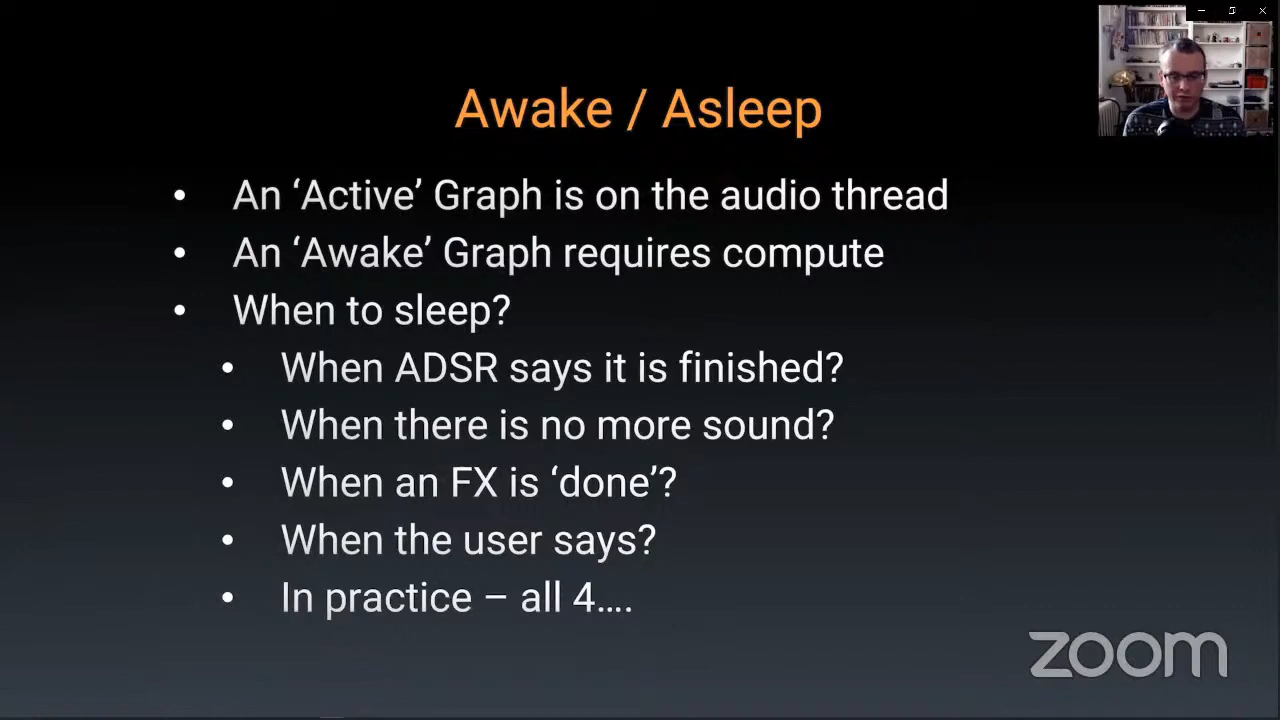 Awake / Asleep
• An ‘Active’ Graph is on the audio thread
• An ‘Awake’ Graph requires compute
• When to sleep?
• When ADSR says it is finished?
• When there is no more sound?
• When an FX is ‘done’?
• When the user says?
• In practice – all 4....
zoom